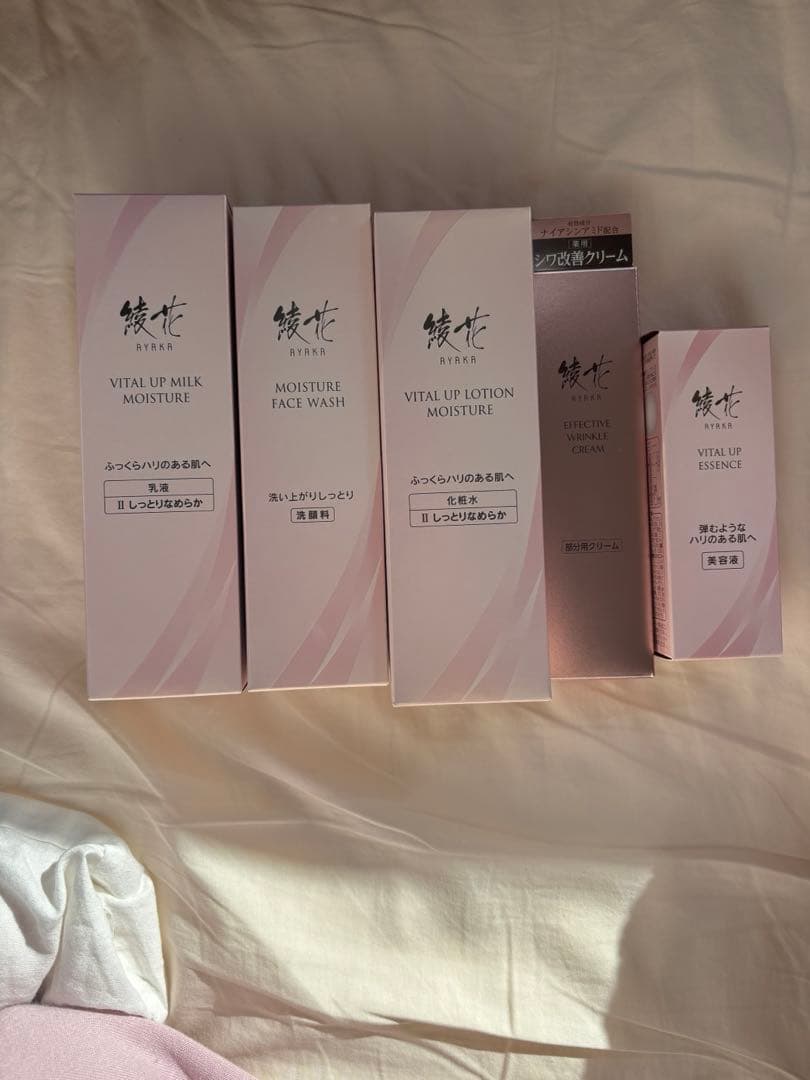 綾花
AYAKA
VITAL UP MILK
MOISTURE
ふっくらハリのある肌へ
乳液
II しっとりなめらか
綾花
AYAKA
MOISTURE
FACE WASH
洗い上がりしっとり
洗顔料
綾花
AYAKA
VITAL UP LOTION
MOISTURE
ふっくらハリのある肌へ
化粧水
II しっとりなめらか
有効成分
ナイアシンアミド配合
薬用
シワ改善クリーム
綾花
AYAKA
EFFECTIVE
WRINKLE
CREAM
部分用クリーム
綾花
AYAKA
VITAL UP
ESSENCE
弾むような
ハリのある肌へ
美容液